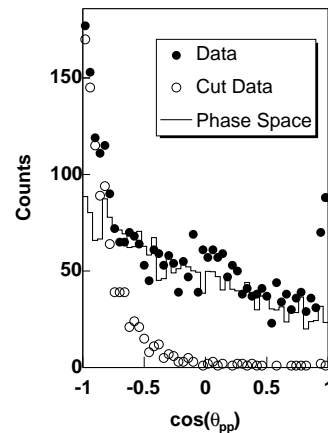 Data
Cut Data
Phase Space
150
100
50
0
Counts
-1 -0.5 0 0.5 1
cos(θpp)